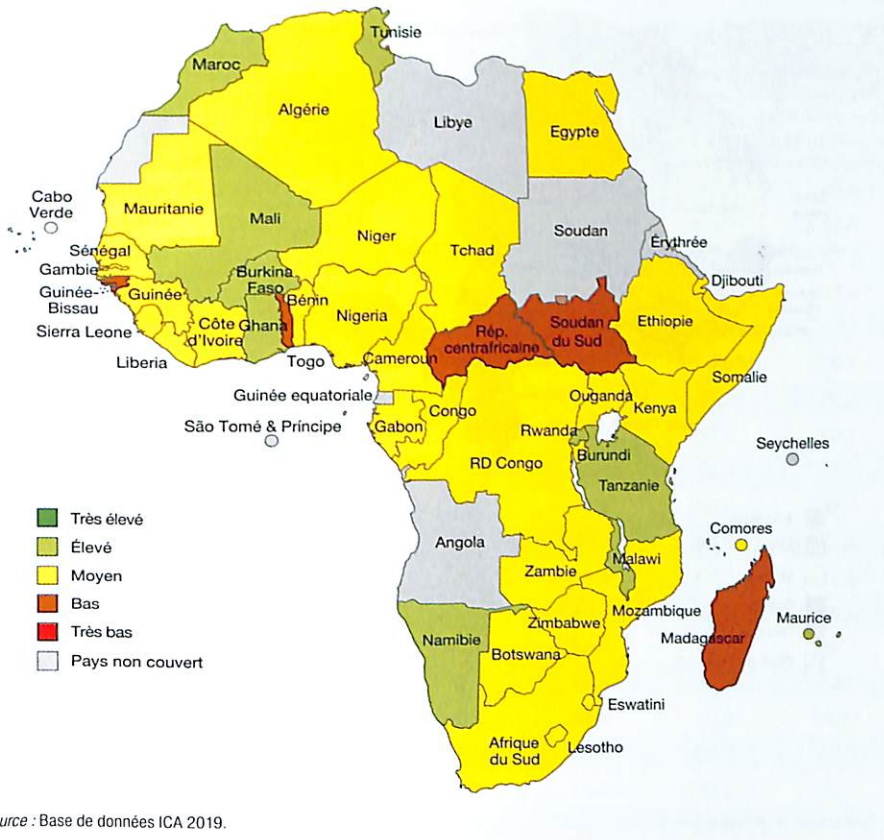 Tunisie
Maroc
Algérie
Libye
Egypte
Cabo
Verde
Mauritanie
Mali
Niger
Tchad
Soudan
Érythrée
Sénégal
Gambie
Guinée-
Bissau
Guinée
Burkina
Faso
Bénin
Djibouti
Sierra Leone
Côte
d'Ivoire
Ghana
Nigeria
Rép.
centrafricaine
Soudan
du Sud
Ethiopie
Liberia
Togo
Cameroun
Somalie
Guinée equatoriale
Congo
Ouganda
Kenya
São Tomé & Príncipe
Gabon
Rwanda
RD Congo
Burundi
Tanzanie
Seychelles
Très élevé
Élevé
Moyen
Bas
Très bas
Pays non couvert
Angola
Zambie
Malawi
Comores
Mozambique
Madagascar
Maurice
Namibie
Zimbabwe
Botswana
Eswatini
Afrique
du Sud
Lesotho
urce : Base de données ICA 2019.